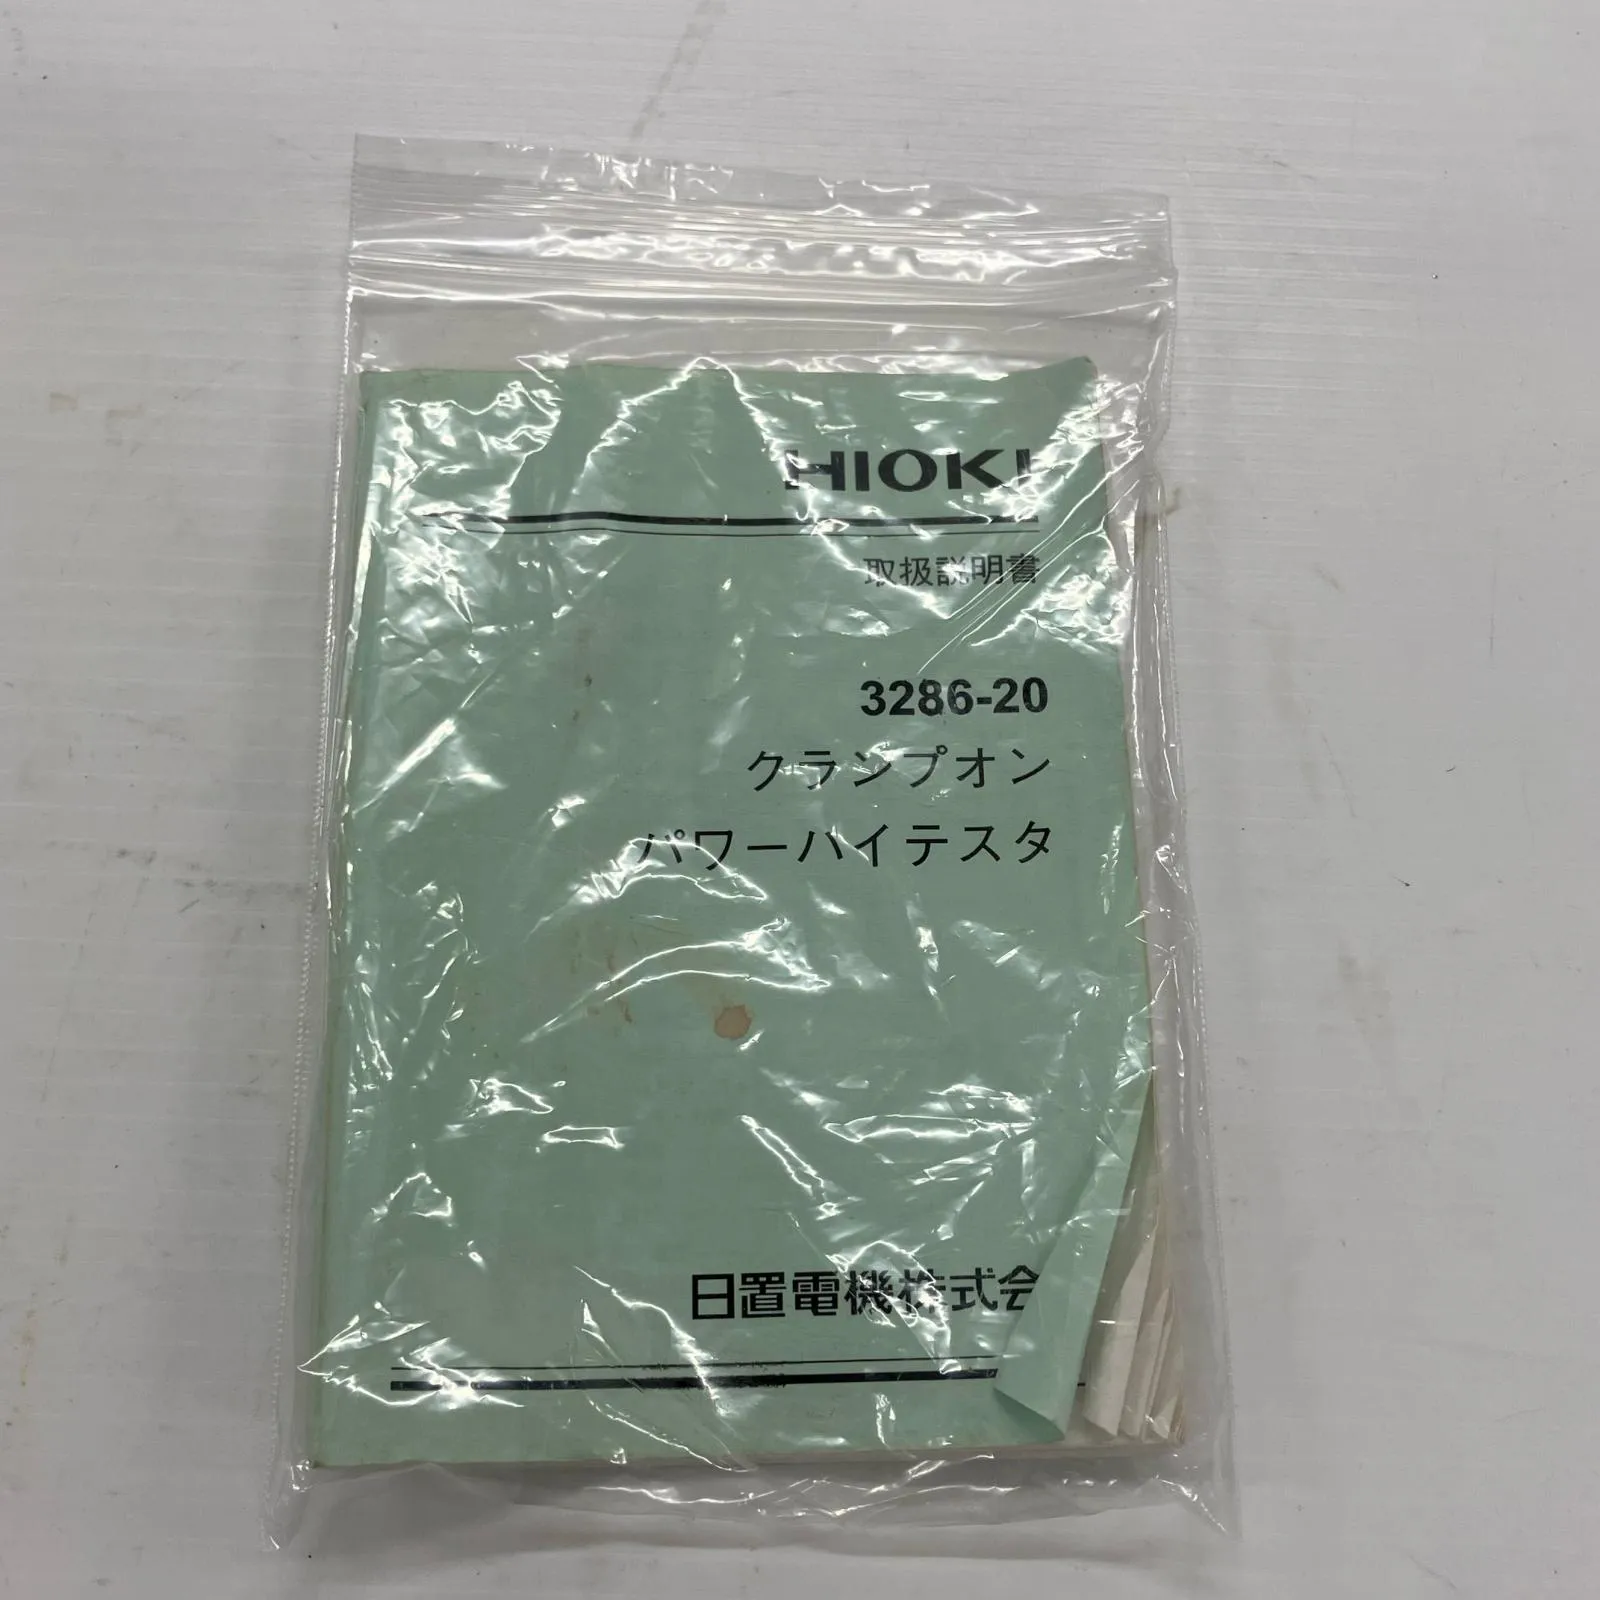 HIOKI
取扱説明書
3286-20
クランプオン
パワーハイテスタ
日置電機株式会